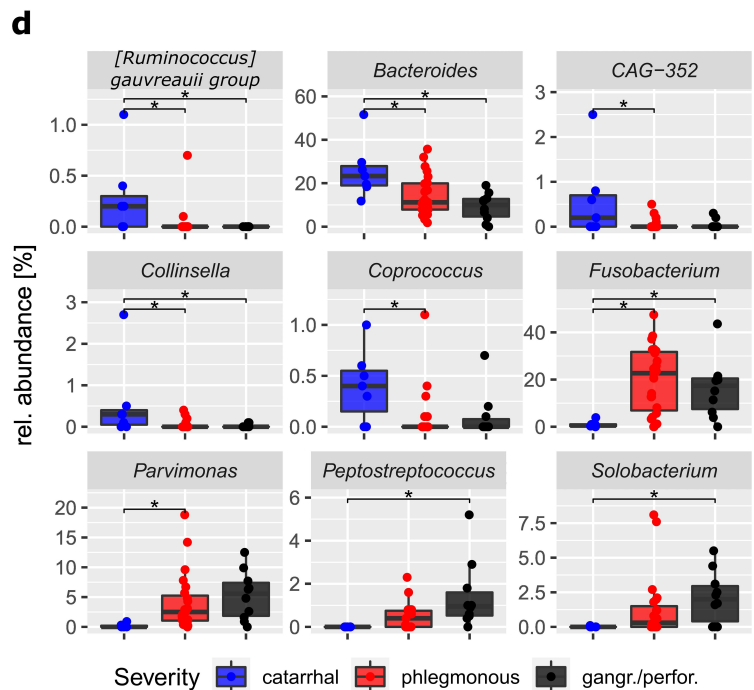 d
[Ruminococcus]
gauvreauii group
Bacteroides
CAG−352
* * * * *
1.0
0.5
0.0
60
40
20
0
3
2
1
0
Collinsella
Coprococcus
Fusobacterium
* * * * *
3
2
1
0
1.0
0.5
0.0
40
20
0
Parvimonas
Peptostreptococcus
Solobacterium
* * *
20
15
10
5
0
6
4
2
0
7.5
5.0
2.5
0.0
rel. abundance [%]
Severity catarrhal phlegmonous gangr./perfor.